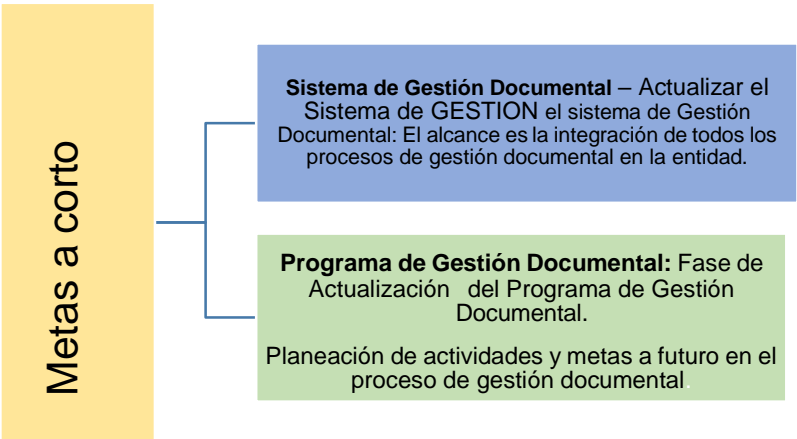 Metas a corto
Sistema de Gestión Documental – Actualizar el
Sistema de GESTION el sistema de Gestión
Documental: El alcance es la integración de todos los
procesos de gestión documental en la entidad.
Programa de Gestión Documental: Fase de
Actualización del Programa de Gestión
Documental.
Planeación de actividades y metas a futuro en el
proceso de gestión documental.